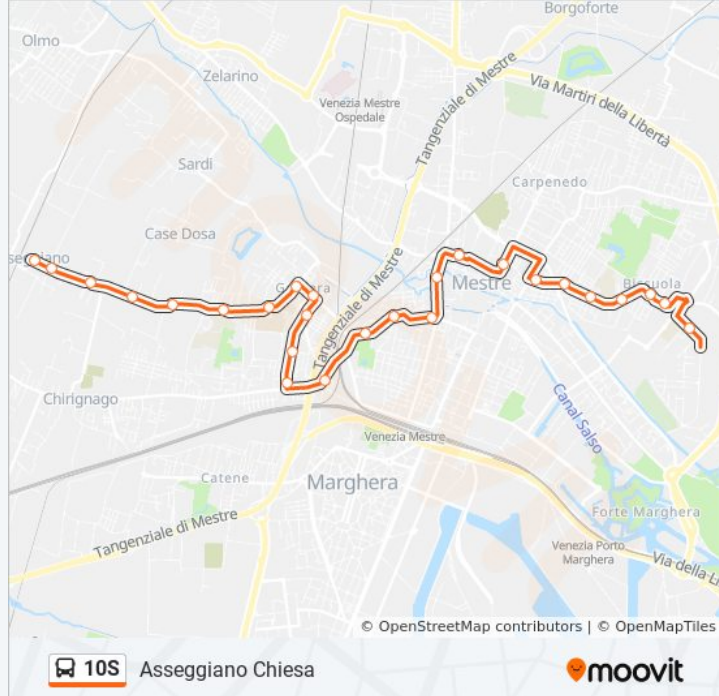 Borgoforte
Olmo
Zelarino
Venezia Mestre
Ospedale
Tangenziale di Mestre
Via Martiri della Libertà
Sardi
Carpenedo
Case Dosa
Mestre
Tangenziale di Mestre
Chirignago
Canal Salso
Venezia Mestre
Catene
Marghera
Forte Marghera
Tangenziale di Mestre
Venezia Porto
Marghera
Via della Li
© OpenStreetMap contributors | © OpenMapTiles
10S Asseggiano Chiesa
moovit